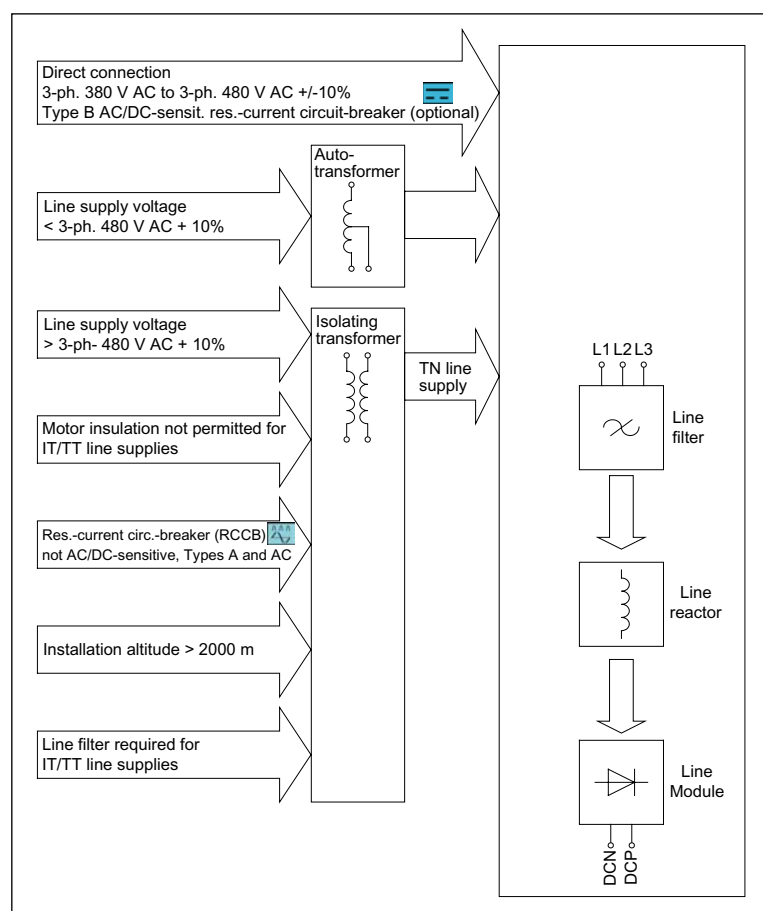 Direct connection
3-ph. 380 V AC to 3-ph. 480 V AC +/-10%
Type B AC/DC-sensit. res.-current circuit-breaker (optional)
Auto-
transformer
Line supply voltage
< 3-ph. 480 V AC + 10%
Line supply voltage
> 3-ph- 480 V AC + 10%
Isolating
transformer
TN line
supply
L1 L2 L3
Line
filter
Motor insulation not permitted for
IT/TT line supplies
Res.-current circ.-breaker (RCCB)
not AC/DC-sensitive, Types A and AC
Line
reactor
Installation altitude > 2000 m
Line filter required for
IT/TT line supplies
Line
Module
DCN
DCP